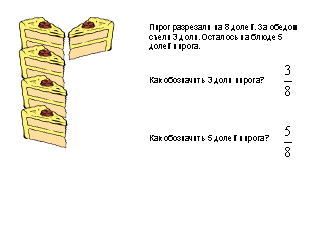 Пирог разрезали на 8 долей. За обедом
съели 3 доли. Осталось на блюде 5
долей пирога.
Как обозначить 3 доли пирога?
3
8
Как обозначить 5 долей пирога?
5
8